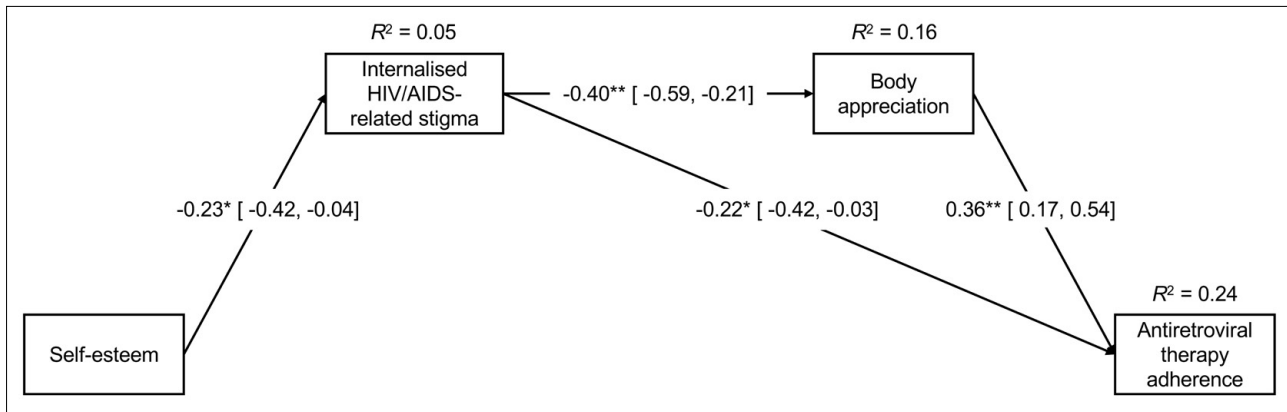 R² = 0.05
R² = 0.16
Internalised
HIV/AIDS-
related stigma
-0.40** [ -0.59, -0.21]
Body
appreciation
-0.23* [ -0.42, -0.04]
-0.22* [ -0.42, -0.03]
0.36** [ 0.17, 0.54]
R² = 0.24
Self-esteem
Antiretroviral
therapy
adherence